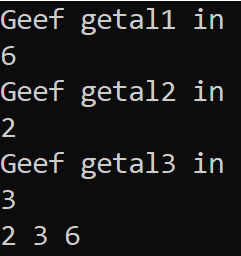 Geef getal1 in
6
Geef getal2 in
2
Geef getal3 in
3
2 3 6